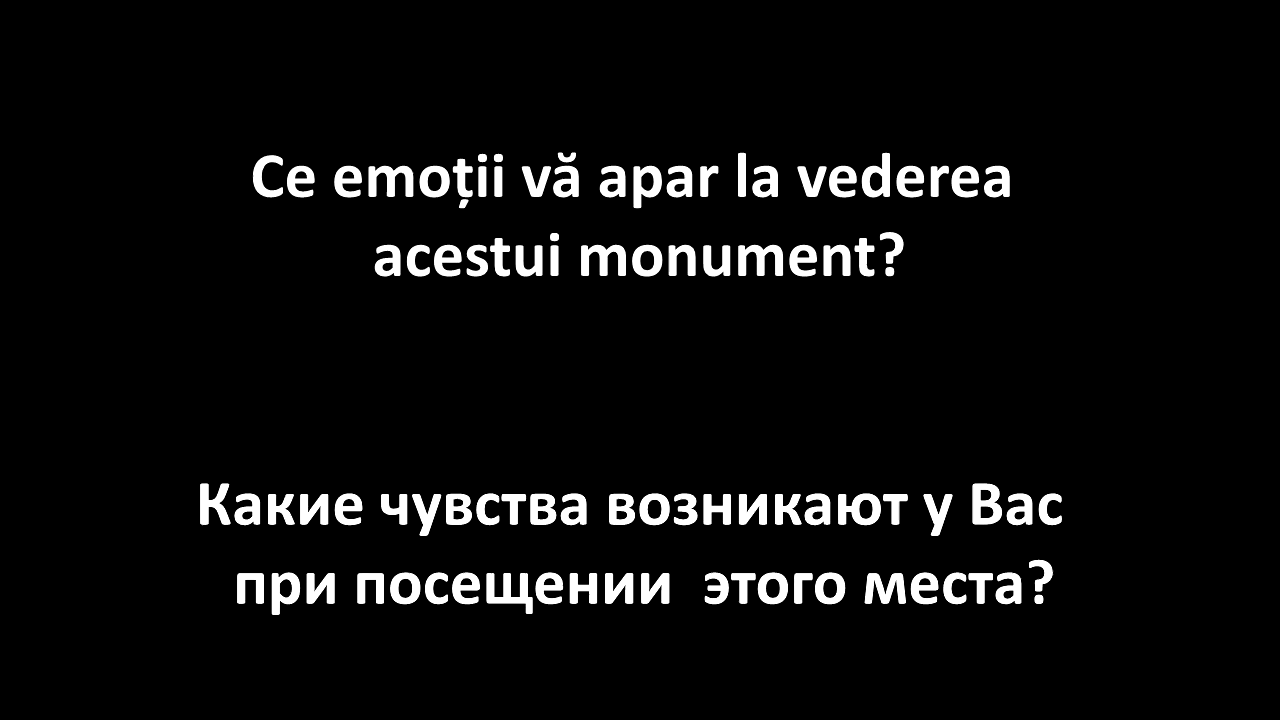 Ce emoții vă apar la vederea
acestui monument?
Какие чувства возникают у Вас
при посещении этого места?